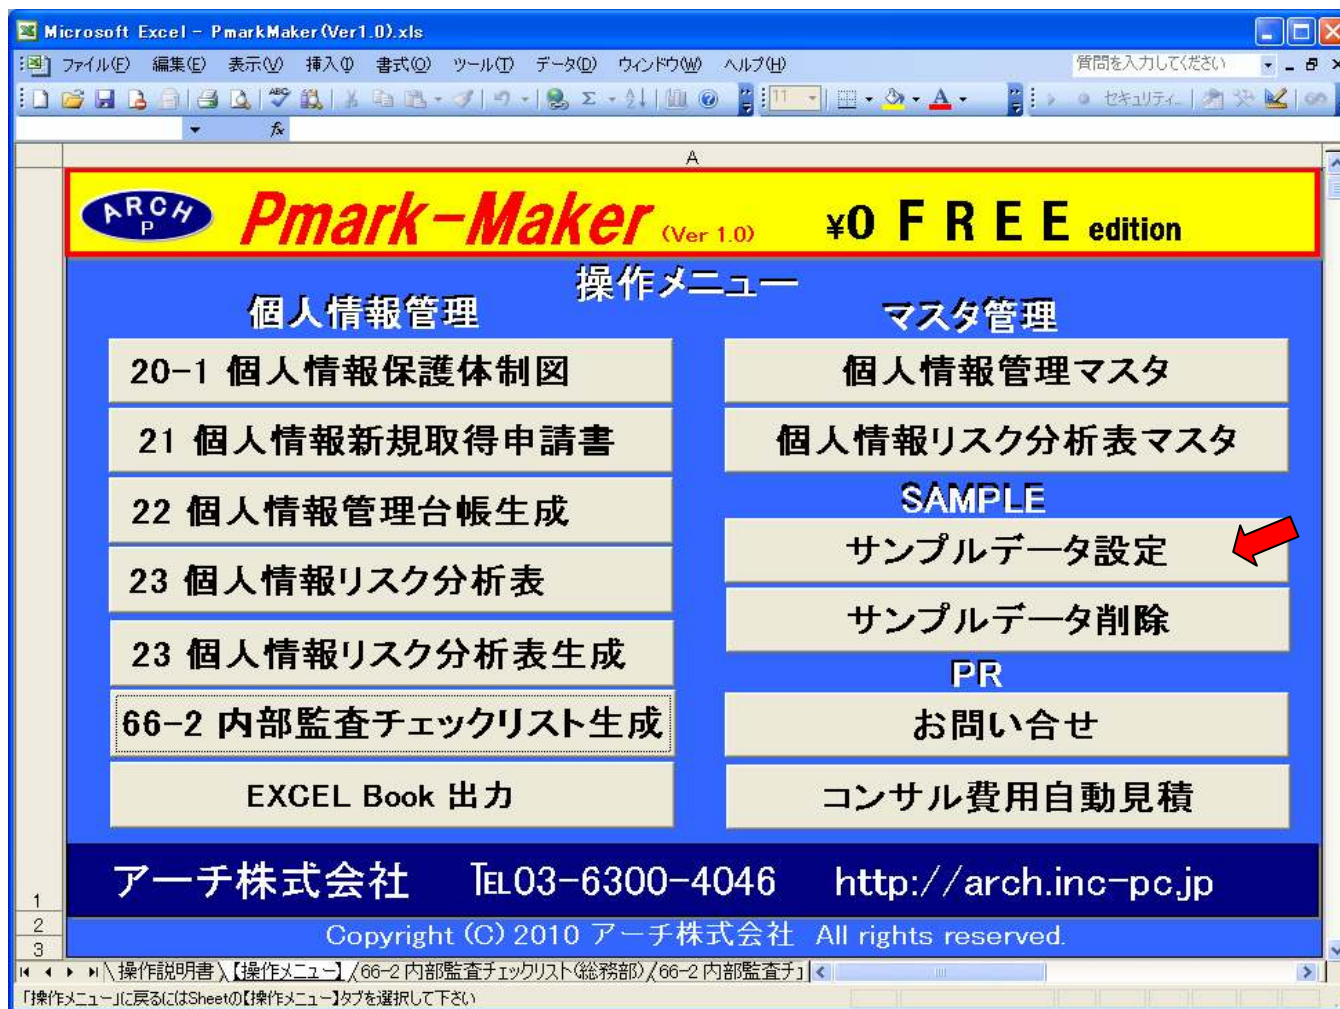 Microsoft Excel - PmarkMaker(Ver1.0).xls
ファイル(F) 編集(E) 表示(V) 挿入(I) 書式(O) ツール(T) データ(D) ウィンドウ(W) ヘルプ(H) 質問を入力してください
11 セキュリティ...
fx
A
ARCH P Pmark-Maker (Ver 1.0) ¥0 FREE edition
操作メニュー
個人情報管理 マスタ管理
20-1 個人情報保護体制図 個人情報管理マスタ
21 個人情報新規取得申請書 個人情報リスク分析表マスタ
SAMPLE
22 個人情報管理台帳生成 サンプルデータ設定
23 個人情報リスク分析表 サンプルデータ削除
23 個人情報リスク分析表生成
PR
66-2 内部監査チェックリスト生成 お問い合せ
EXCEL Book 出力 コンサル費用自動見積
アーチ株式会社 TEL03-6300-4046 http://arch.inc-pc.jp
1
2
Copyright (C) 2010 アーチ株式会社 All rights reserved.
3
操作説明書 【操作メニュー】 66-2 内部監査チェックリスト(総務部) 66-2 内部監査チェ
「操作メニュー」に戻るにはSheetの【操作メニュー】タブを選択して下さい